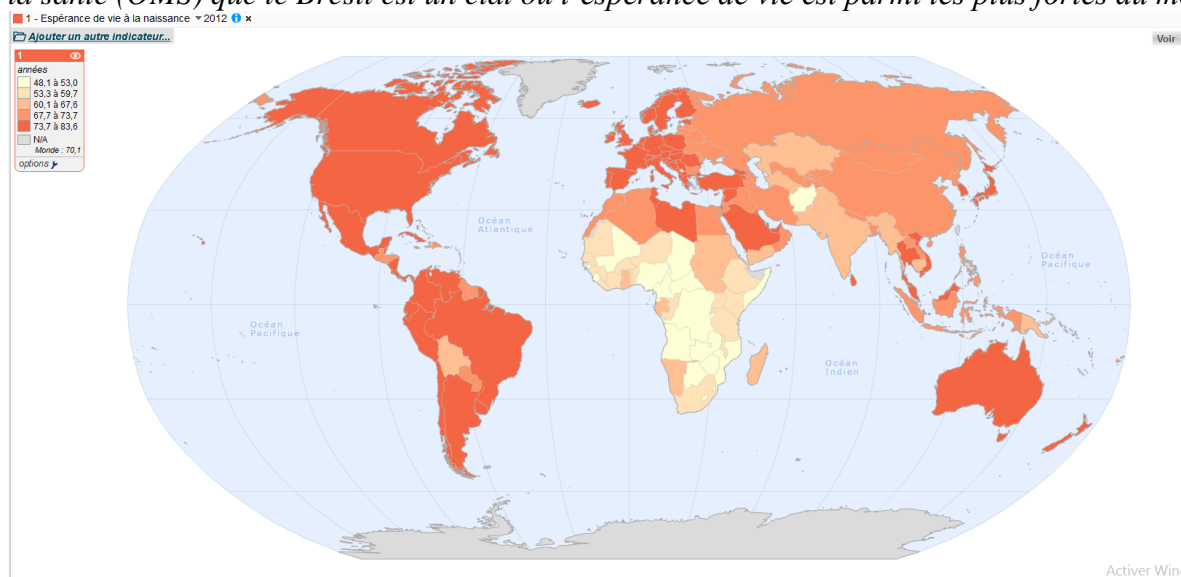 la santé (OMS) que le Brésil est un état où l'espérance de vie est parmi les plus fortes du
1 - Espérance de vie à la naissance 2012
Ajouter un autre indicateur...
Voir
1
années
48,1 à 53,0
53,3 à 59,7
60,1 à 67,6
67,7 à 73,7
73,7 à 83,6
N/A
Monde : 70,1
options
Océan
Atlantique
Océan
Pacifique
Océan
Pacifique
Océan
Indien
Activer